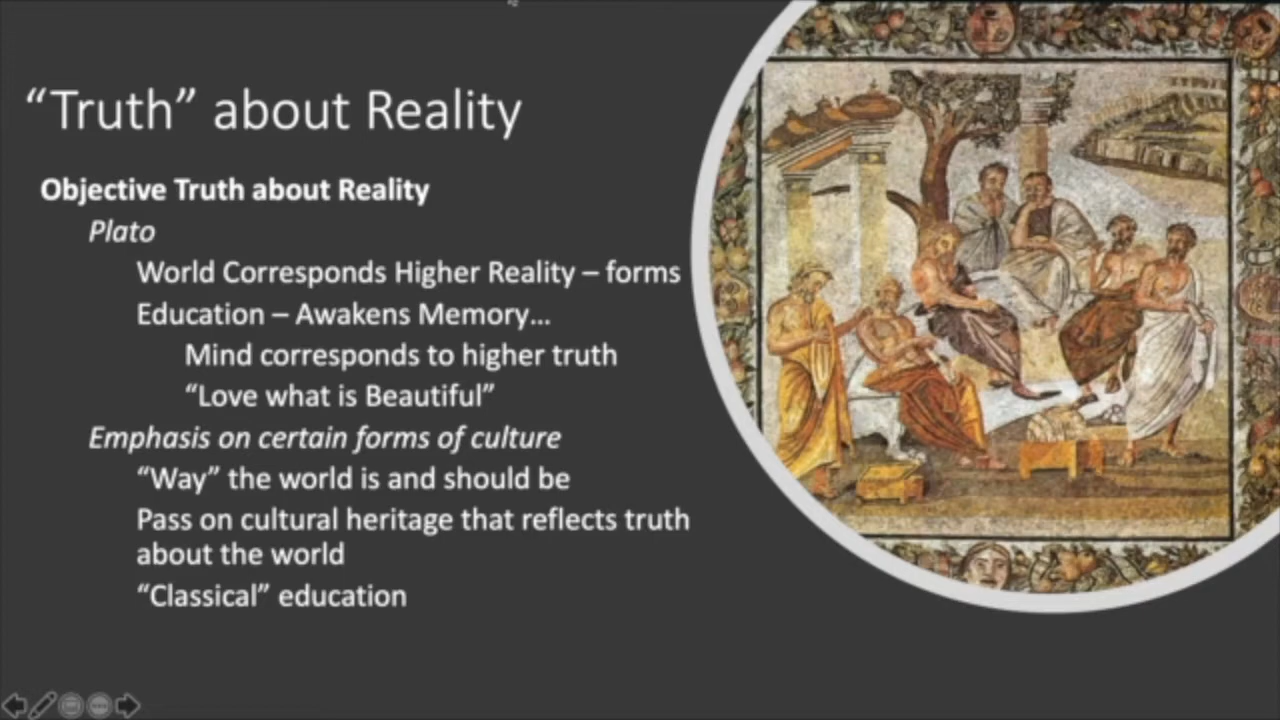 “Truth” about Reality
Objective Truth about Reality
Plato
World Corresponds Higher Reality – forms
Education – Awakens Memory...
Mind corresponds to higher truth
“Love what is Beautiful”
Emphasis on certain forms of culture
“Way” the world is and should be
Pass on cultural heritage that reflects truth
about the world
“Classical” education